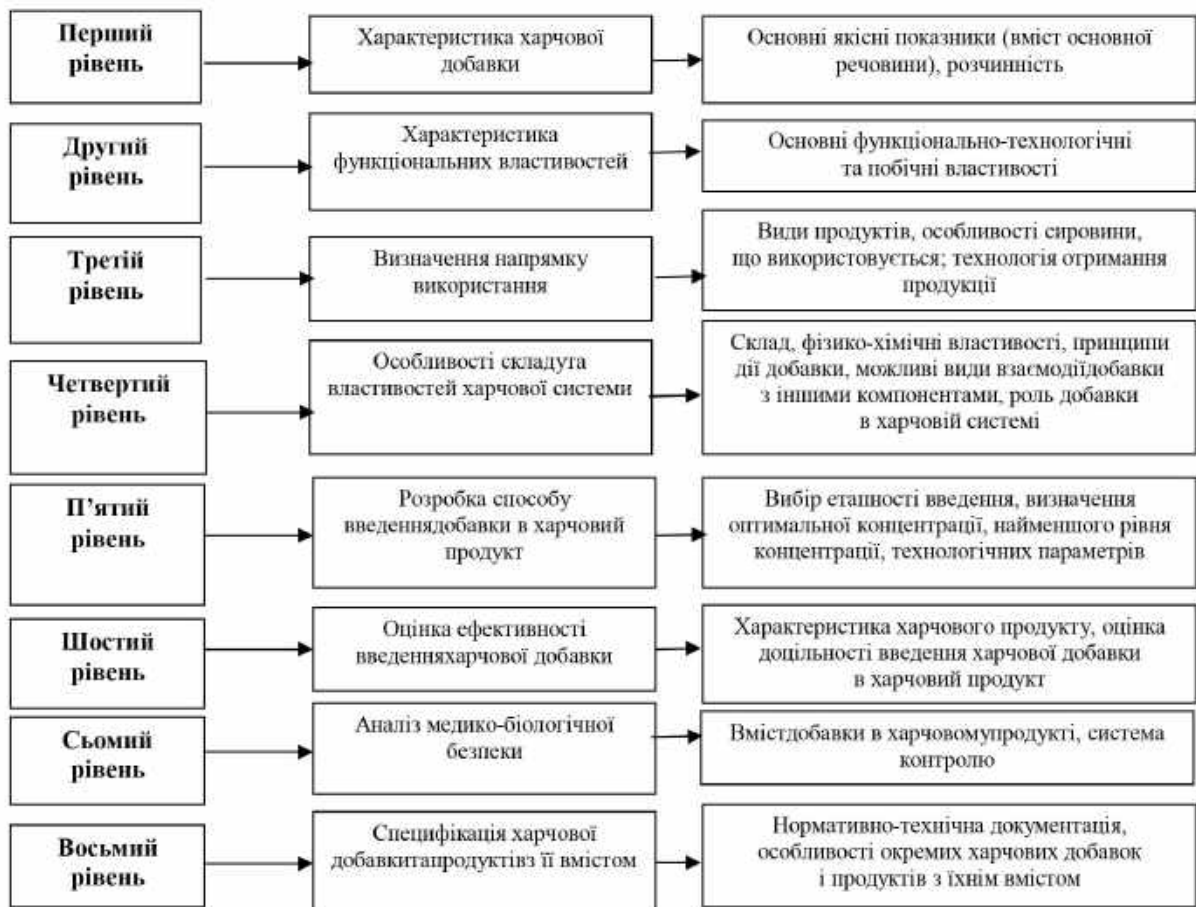 Перший
рівень
Характеристика харчової
добавки
Основні якісні показники (вміст основної
речовини), розчинність
Другий
рівень
Характеристика
функціональних властивостей
Основні функціонально-технологічні
та побічні властивості
Третій
рівень
Визначення напрямку
використання
Види продуктів, особливості сировини,
що використовується; технологія отримання
продукції
Четвертий
рівень
Особливості складута
властивостей харчової системи
Склад, фізико-хімічні властивості, принципи
дії добавки, можливі види взаємодіїдобавки
з іншими компонентами, роль добавки
в харчовій системі
П’ятий
рівень
Розробка способу
введеннядобавки в харчовий
продукт
Вибір етапності введення, визначення
оптимальної концентрації, найменшого рівня
концентрації, технологічних параметрів
Шостий
рівень
Оцінка ефективності
введенняхарчової добавки
Характеристика харчового продукту, оцінка
доцільності введення харчової добавки
в харчовий продукт
Сьомий
рівень
Аналіз медико-біологічної
безпеки
Вмістдобавки в харчовомупродукті, система
контролю
Восьмий
рівень
Специфікація харчової
добавкитапродуктівз її вмістом
Нормативно-технічна документація,
особливості окремих харчових добавок
і продуктів з їхнім вмістом